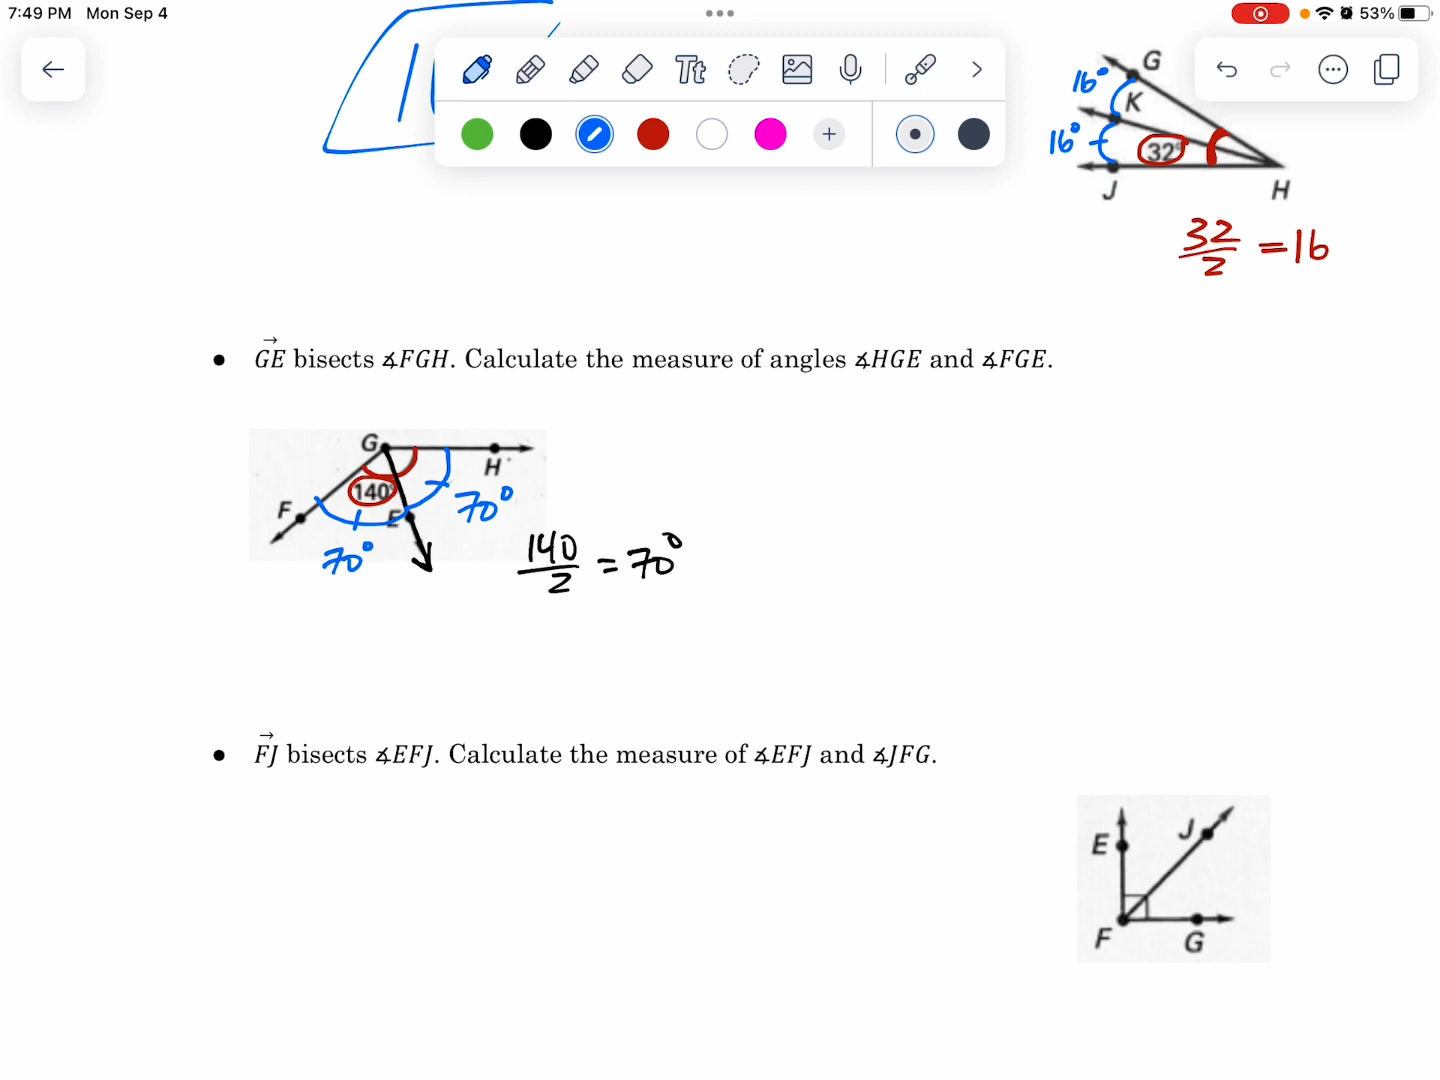 7:49 PM Mon Sep 4
53%
Tt
G
16°
K
16°
32°
J
H
32/2 = 16
• GE bisects ∡FGH. Calculate the measure of angles ∡HGE and ∡FGE.
G
H
140°
F
E
70°
70°
140/2 = 70°
• FJ bisects ∡EFJ. Calculate the measure of ∡EFJ and ∡JFG.
E
J
F
G